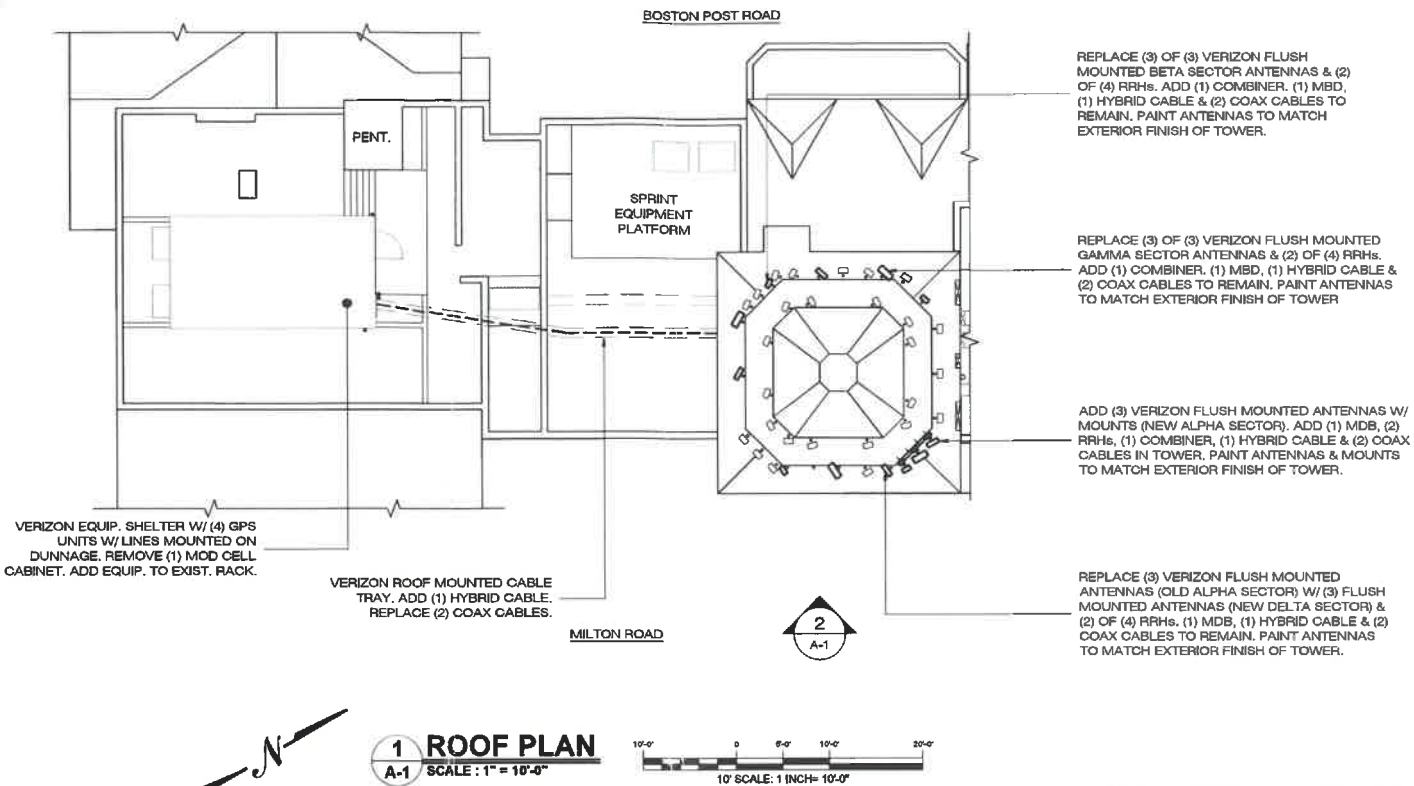 BOSTON POST ROAD
REPLACE (3) OF (3) VERIZON FLUSH
MOUNTED BETA SECTOR ANTENNAS & (2)
OF (4) RRHs. ADD (1) COMBINER. (1) MBD,
(1) HYBRID CABLE & (2) COAX CABLES TO
REMAIN. PAINT ANTENNAS TO MATCH
EXTERIOR FINISH OF TOWER.
PENT.
SPRINT
EQUIPMENT
PLATFORM
REPLACE (3) OF (3) VERIZON FLUSH MOUNTED
GAMMA SECTOR ANTENNAS & (2) OF (4) RRHs.
ADD (1) COMBINER. (1) MBD, (1) HYBRID CABLE &
(2) COAX CABLES TO REMAIN. PAINT ANTENNAS
TO MATCH EXTERIOR FINISH OF TOWER
ADD (3) VERIZON FLUSH MOUNTED ANTENNAS W/
MOUNTS (NEW ALPHA SECTOR). ADD (1) MDB, (2)
RRHs, (1) COMBINER, (1) HYBRID CABLE & (2) COAX
CABLES IN TOWER. PAINT ANTENNAS & MOUNTS
TO MATCH EXTERIOR FINISH OF TOWER.
VERIZON EQUIP. SHELTER W/ (4) GPS
UNITS W/ LINES MOUNTED ON
DUNNAGE. REMOVE (1) MOD CELL
CABINET. ADD EQUIP. TO EXIST. RACK.
VERIZON ROOF MOUNTED CABLE
TRAY. ADD (1) HYBRID CABLE.
REPLACE (2) COAX CABLES.
MILTON ROAD
2
A-1
REPLACE (3) VERIZON FLUSH MOUNTED
ANTENNAS (OLD ALPHA SECTOR) W/ (3) FLUSH
MOUNTED ANTENNAS (NEW DELTA SECTOR) &
(2) OF (4) RRHs. (1) MDB, (1) HYBRID CABLE & (2)
COAX CABLES TO REMAIN. PAINT ANTENNAS
TO MATCH EXTERIOR FINISH OF TOWER.
N
1
A-1
ROOF PLAN
SCALE : 1" = 10'-0"
10'-0" 0 5'-0" 10'-0" 20'-0"
10' SCALE: 1 INCH= 10'-0"